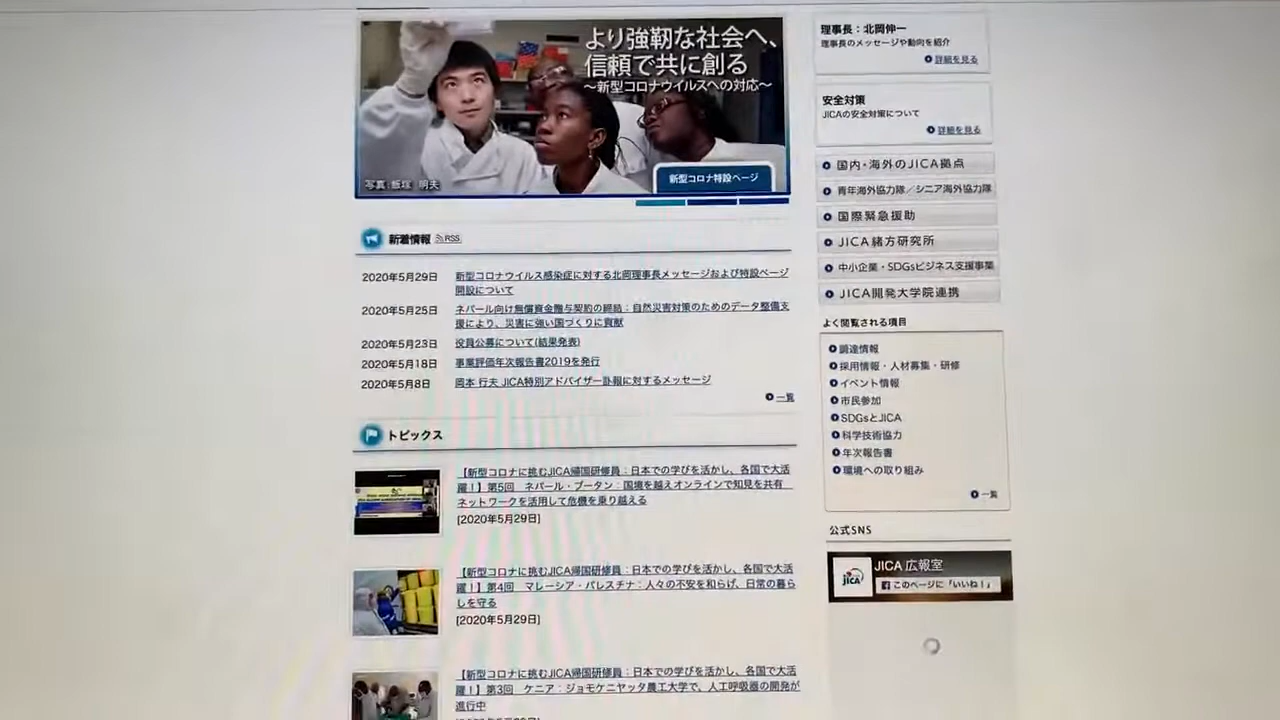 より強靭な社会へ、
信頼で共に創る
～新型コロナウイルスへの対応～
写真：飯塚 明夫
新型コロナ特設ページ
新着情報 RSS
2020年5月29日 新型コロナウイルス感染症に対する北岡理事長メッセージおよび特設ページ
開設について
2020年5月25日 ネパール向け無償資金贈与契約の締結：自然災害対策のためのデータ整備支
援により、災害に強い国づくりに貢献
2020年5月23日 役員公募について(結果発表)
2020年5月18日 事業評価年次報告書2019を発行
2020年5月8日 岡本 行夫 JICA特別アドバイザー訃報に対するメッセージ
一覧
トピックス
【新型コロナに挑むJICA帰国研修員：日本での学びを活かし、各国で大活
躍！】第5回 ネパール・ブータン：国境を越えオンラインで知見を共有
ネットワークを活用して危機を乗り越える
[2020年5月29日]
【新型コロナに挑むJICA帰国研修員：日本での学びを活かし、各国で大活
躍！】第4回 マレーシア・パレスチナ：人々の不安を和らげ、日常の暮ら
しを守る
[2020年5月29日]
【新型コロナに挑むJICA帰国研修員：日本での学びを活かし、各国で大活
躍！】第3回 ケニア：ジョモケニヤッタ農工大学で、人工呼吸器の開発が
進行中
理事長：北岡伸一
理事長のメッセージや動向を紹介
詳細を見る
安全対策
JICAの安全対策について
詳細を見る
国内・海外のJICA拠点
青年海外協力隊／シニア海外協力隊
国際緊急援助
JICA緒方研究所
中小企業・SDGsビジネス支援事業
JICA開発大学院連携
よく閲覧される項目
調達情報
採用情報・人材募集・研修
イベント情報
市民参加
SDGsとJICA
科学技術協力
年次報告書
環境への取り組み
一覧
公式SNS
JICA
JICA 広報室
このページに「いいね！」